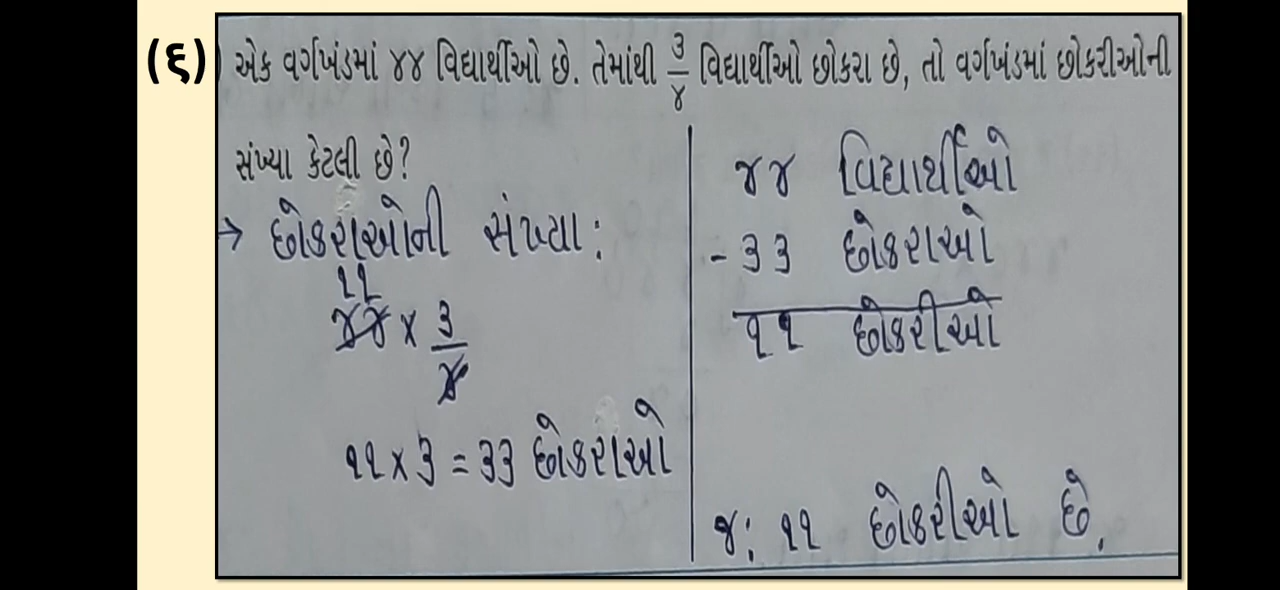 (૬) એક વર્ગખંડમાં ૪૪ વિદ્યાર્થીઓ છે. તેમાંથી ૩/૪ વિદ્યાર્થીઓ છોકરા છે, તો વર્ગખંડમાં છોકરીઓની
સંખ્યા કેટલી છે?
→ છોકરાઓની સંખ્યા :
૧૧
૪૪ × ૩/૪
૧૧ × ૩ = ૩૩ છોકરાઓ
૪૪ વિદ્યાર્થીઓ
- ૩૩ છોકરાઓ
૧૧ છોકરીઓ
જ: ૧૧ છોકરીઓ છે.